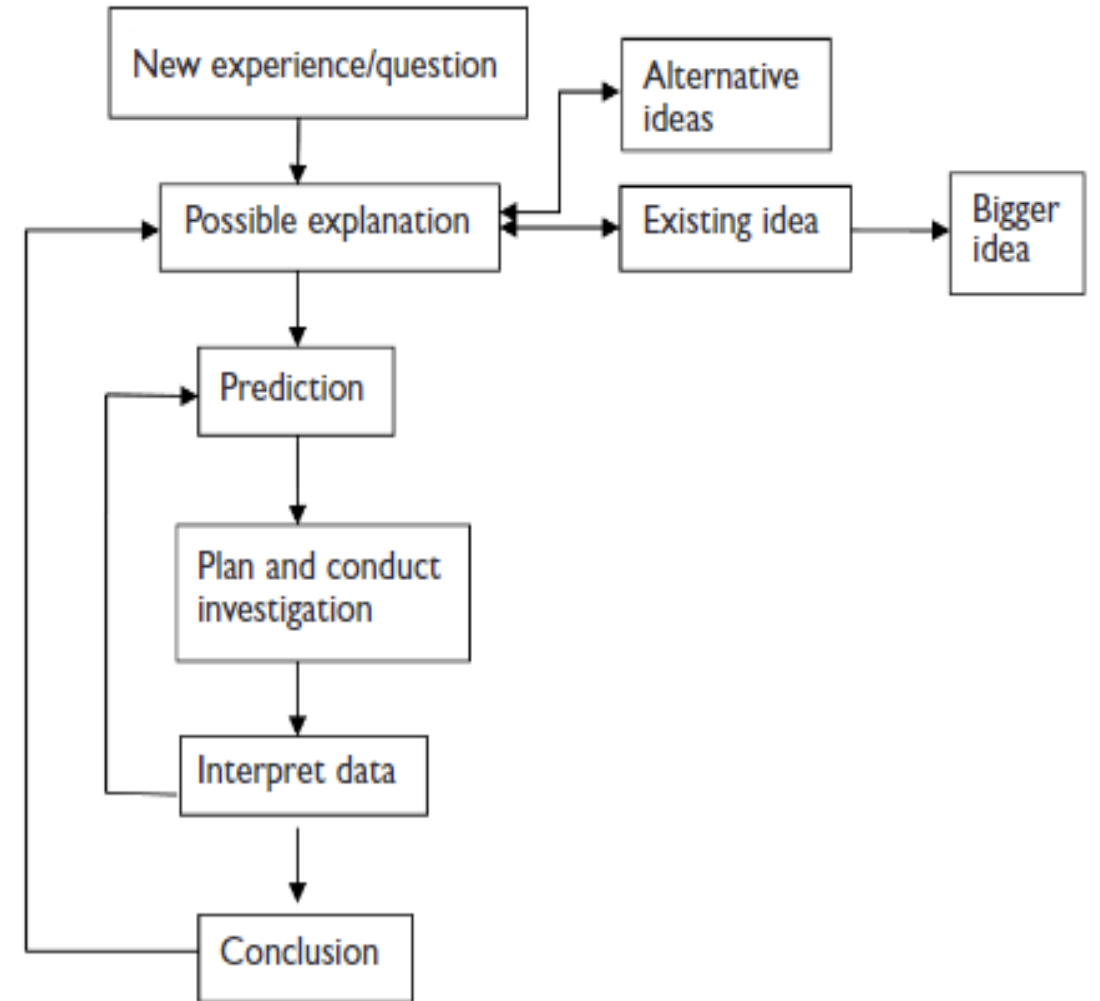 New experience/question
Alternative
ideas
Possible explanation
Existing idea
Bigger
idea
Prediction
Plan and conduct
investigation
Interpret data
Conclusion